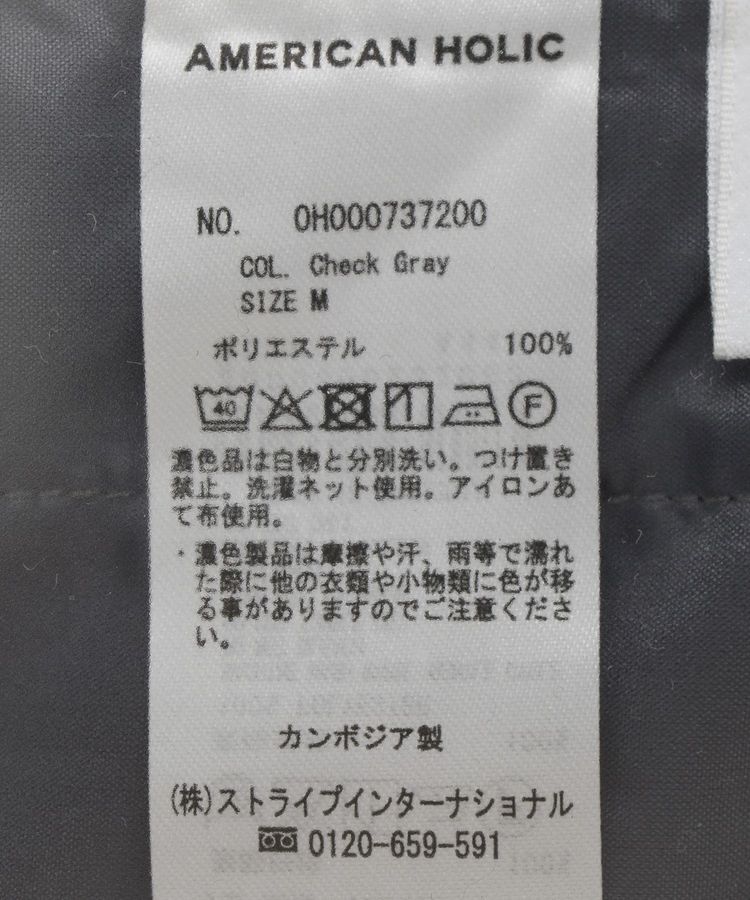 AMERICAN HOLIC
NO. 0H000737200
COL. Check Gray
SIZE M
ポリエステル 100%
40 F
濃色品は白物と分別洗い。つけ置き
禁止。洗濯ネット使用。アイロンあ
て布使用。
・濃色製品は摩擦や汗、雨等で濡れ
た際に他の衣類や小物類に色が移
る事がありますのでご注意くださ
い。
カンボジア製
(株)ストライプインターナショナル
0120-659-591